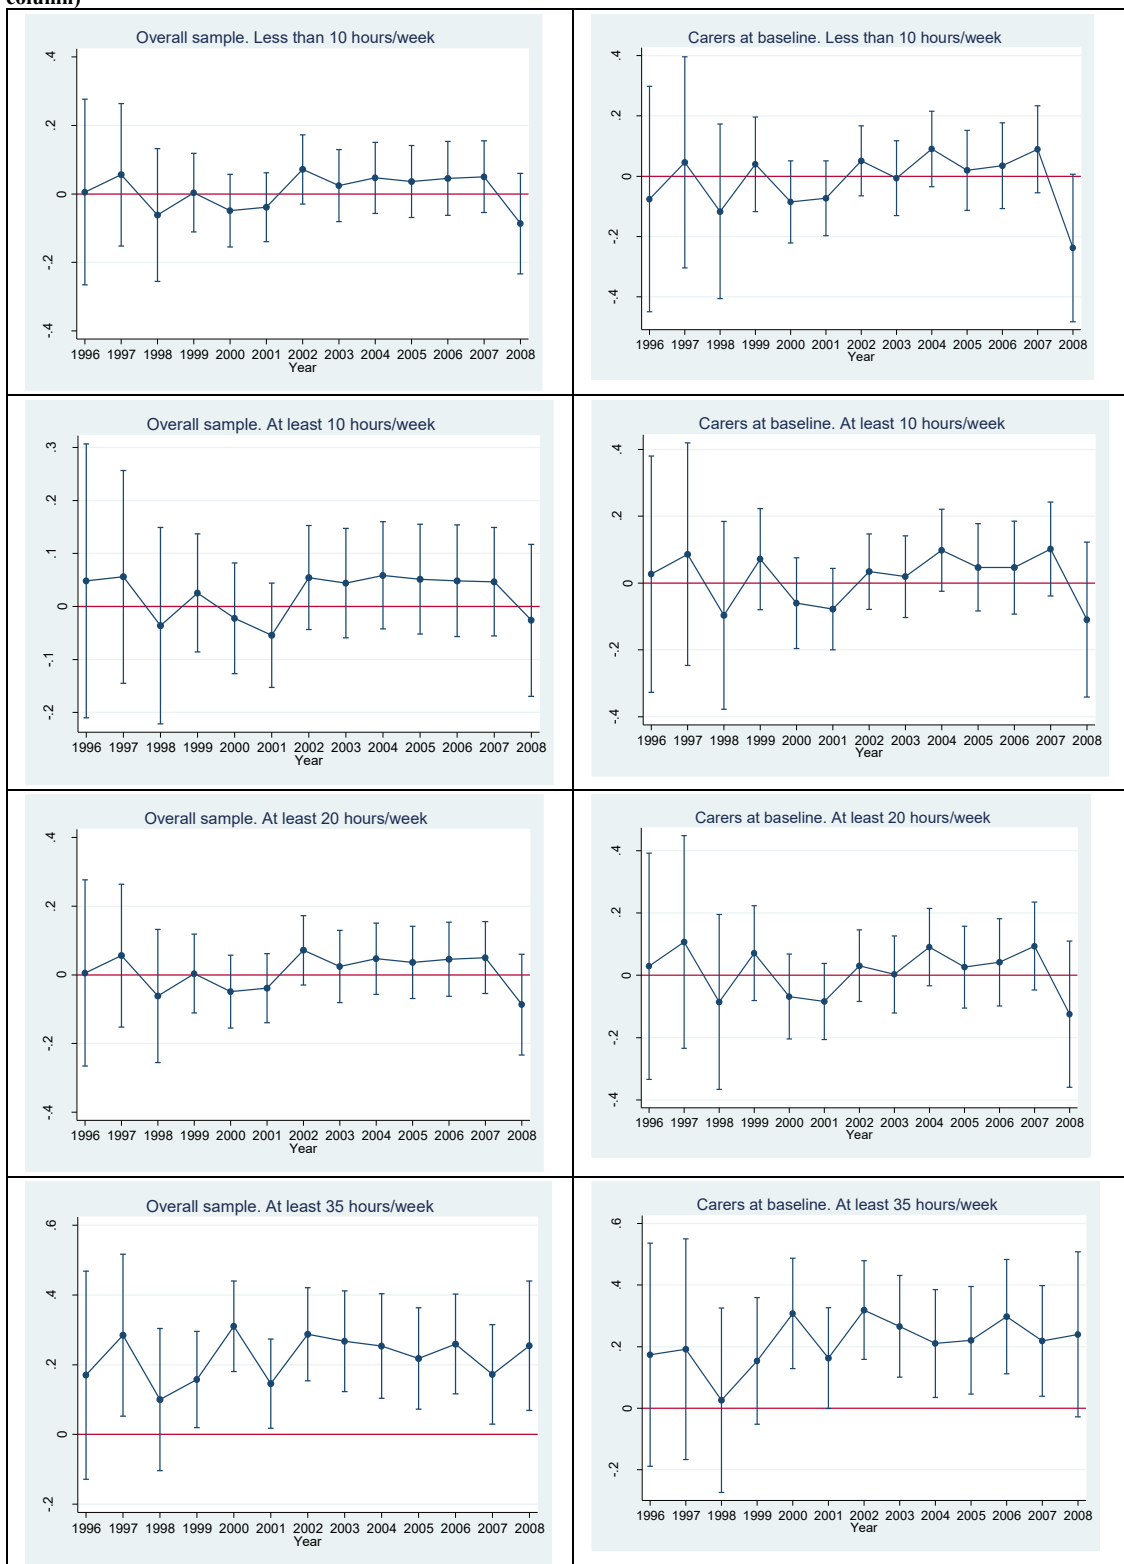 column)
Overall sample. Less than 10 hours/week
.4
.2
0
-.2
-.4
1996 1997 1998 1999 2000 2001 2002 2003 2004 2005 2006 2007 2008
Year
Carers at baseline. Less than 10 hours/week
.4
.2
0
-.2
-.4
1996 1997 1998 1999 2000 2001 2002 2003 2004 2005 2006 2007 2008
Year
Overall sample. At least 10 hours/week
.3
.2
.1
0
-.1
-.2
1996 1997 1998 1999 2000 2001 2002 2003 2004 2005 2006 2007 2008
Year
Carers at baseline. At least 10 hours/week
.4
.2
0
-.2
-.4
1996 1997 1998 1999 2000 2001 2002 2003 2004 2005 2006 2007 2008
Year
Overall sample. At least 20 hours/week
.4
.2
0
-.2
-.4
1996 1997 1998 1999 2000 2001 2002 2003 2004 2005 2006 2007 2008
Year
Carers at baseline. At least 20 hours/week
.4
.2
0
-.2
-.4
1996 1997 1998 1999 2000 2001 2002 2003 2004 2005 2006 2007 2008
Year
Overall sample. At least 35 hours/week
.6
.4
.2
0
-.2
1996 1997 1998 1999 2000 2001 2002 2003 2004 2005 2006 2007 2008
Year
Carers at baseline. At least 35 hours/week
.6
.4
.2
0
-.2
1996 1997 1998 1999 2000 2001 2002 2003 2004 2005 2006 2007 2008
Year